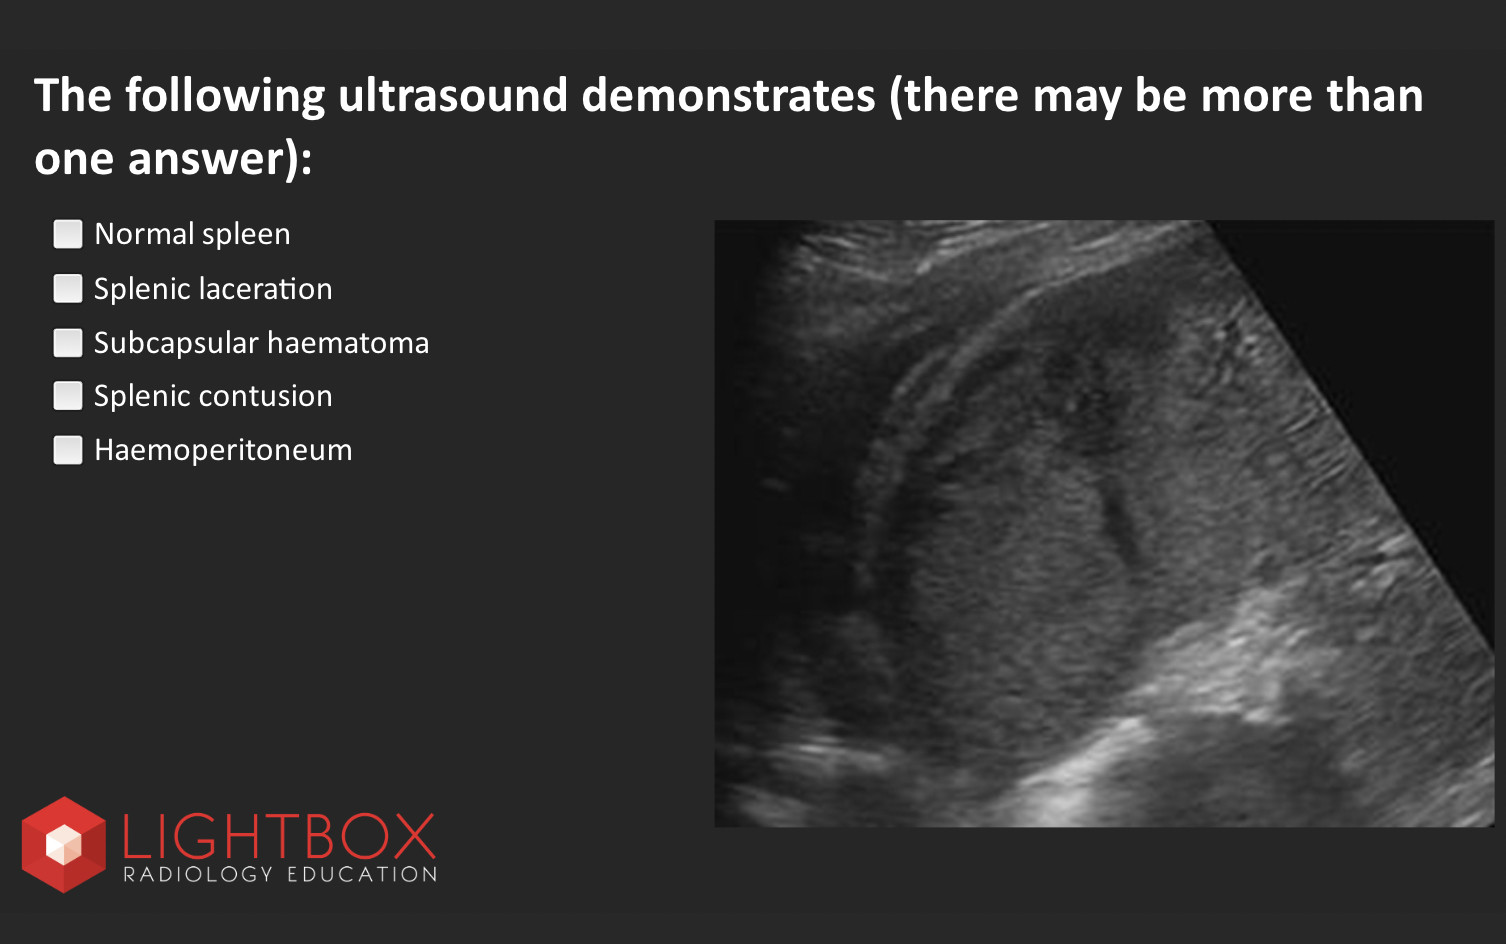 The following ultrasound demonstrates (there may be more than
one answer):
Normal spleen
Splenic laceration
Subcapsular haematoma
Splenic contusion
Haemoperitoneum
LIGHTBOX
RADIOLOGY EDUCATION